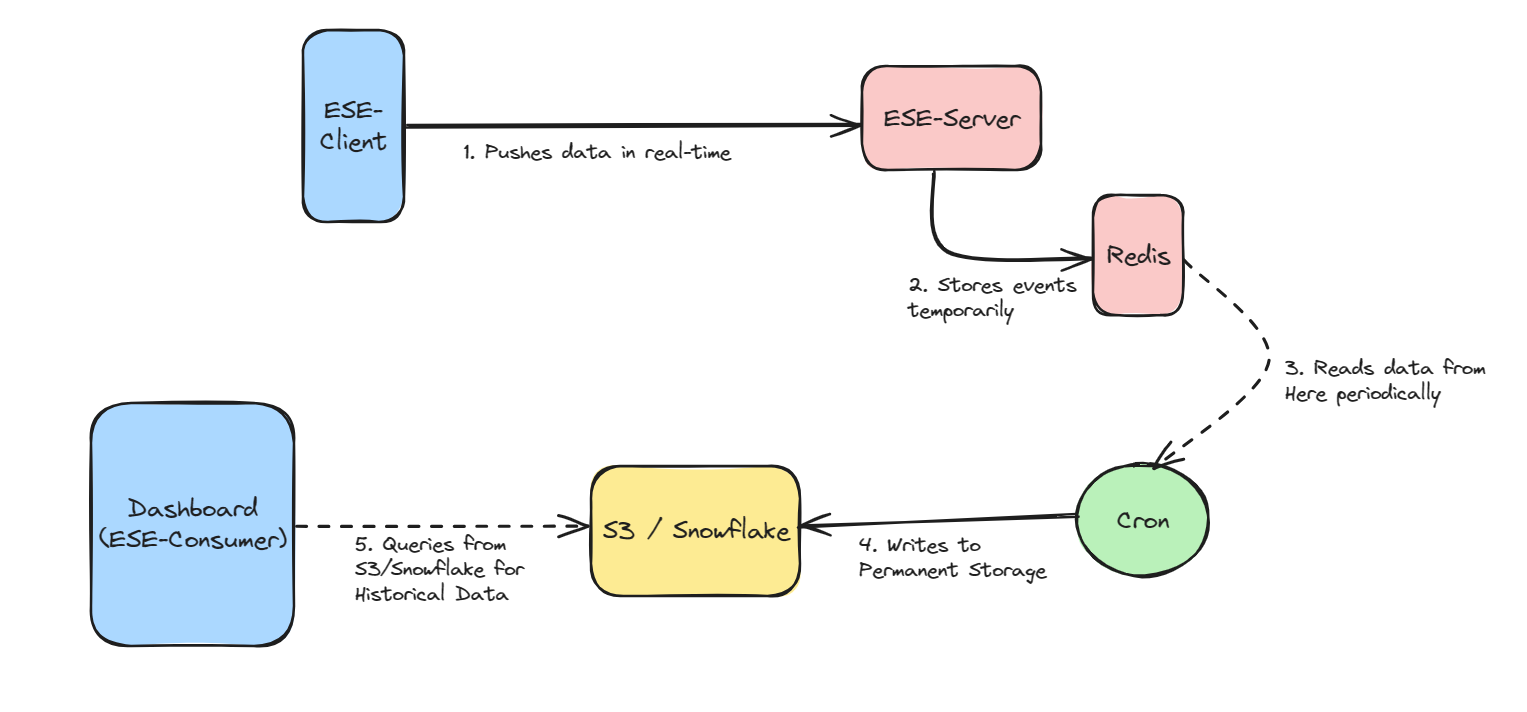 ESE-
Client
1. Pushes data in real-time
ESE-Server
Redis
2. Stores events
temporarily
3. Reads data from
Here periodically
Cron
4. Writes to
Permanent Storage
S3 / Snowflake
Dashboard
(ESE-Consumer)
5. Queries from
S3/Snowflake for
Historical Data